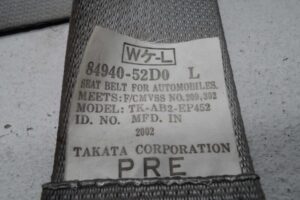 Wケ-L
84940-52D0 L
SEAT BELT FOR AUTOMOBILES.
MEETS: F/CMVSS NO.209,302
MODEL: TK-AB2-EP452
ID. NO. MFD. IN
2002
TAKATA CORPORATION
PRE